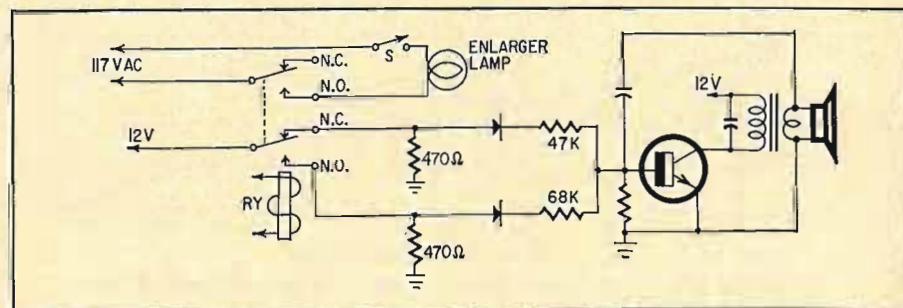 117 VAC
N.C.
S
ENLARGER
LAMP
N.O.
12V
N.C.
N.O.
RY
470Ω
47K
68K
470Ω
12V